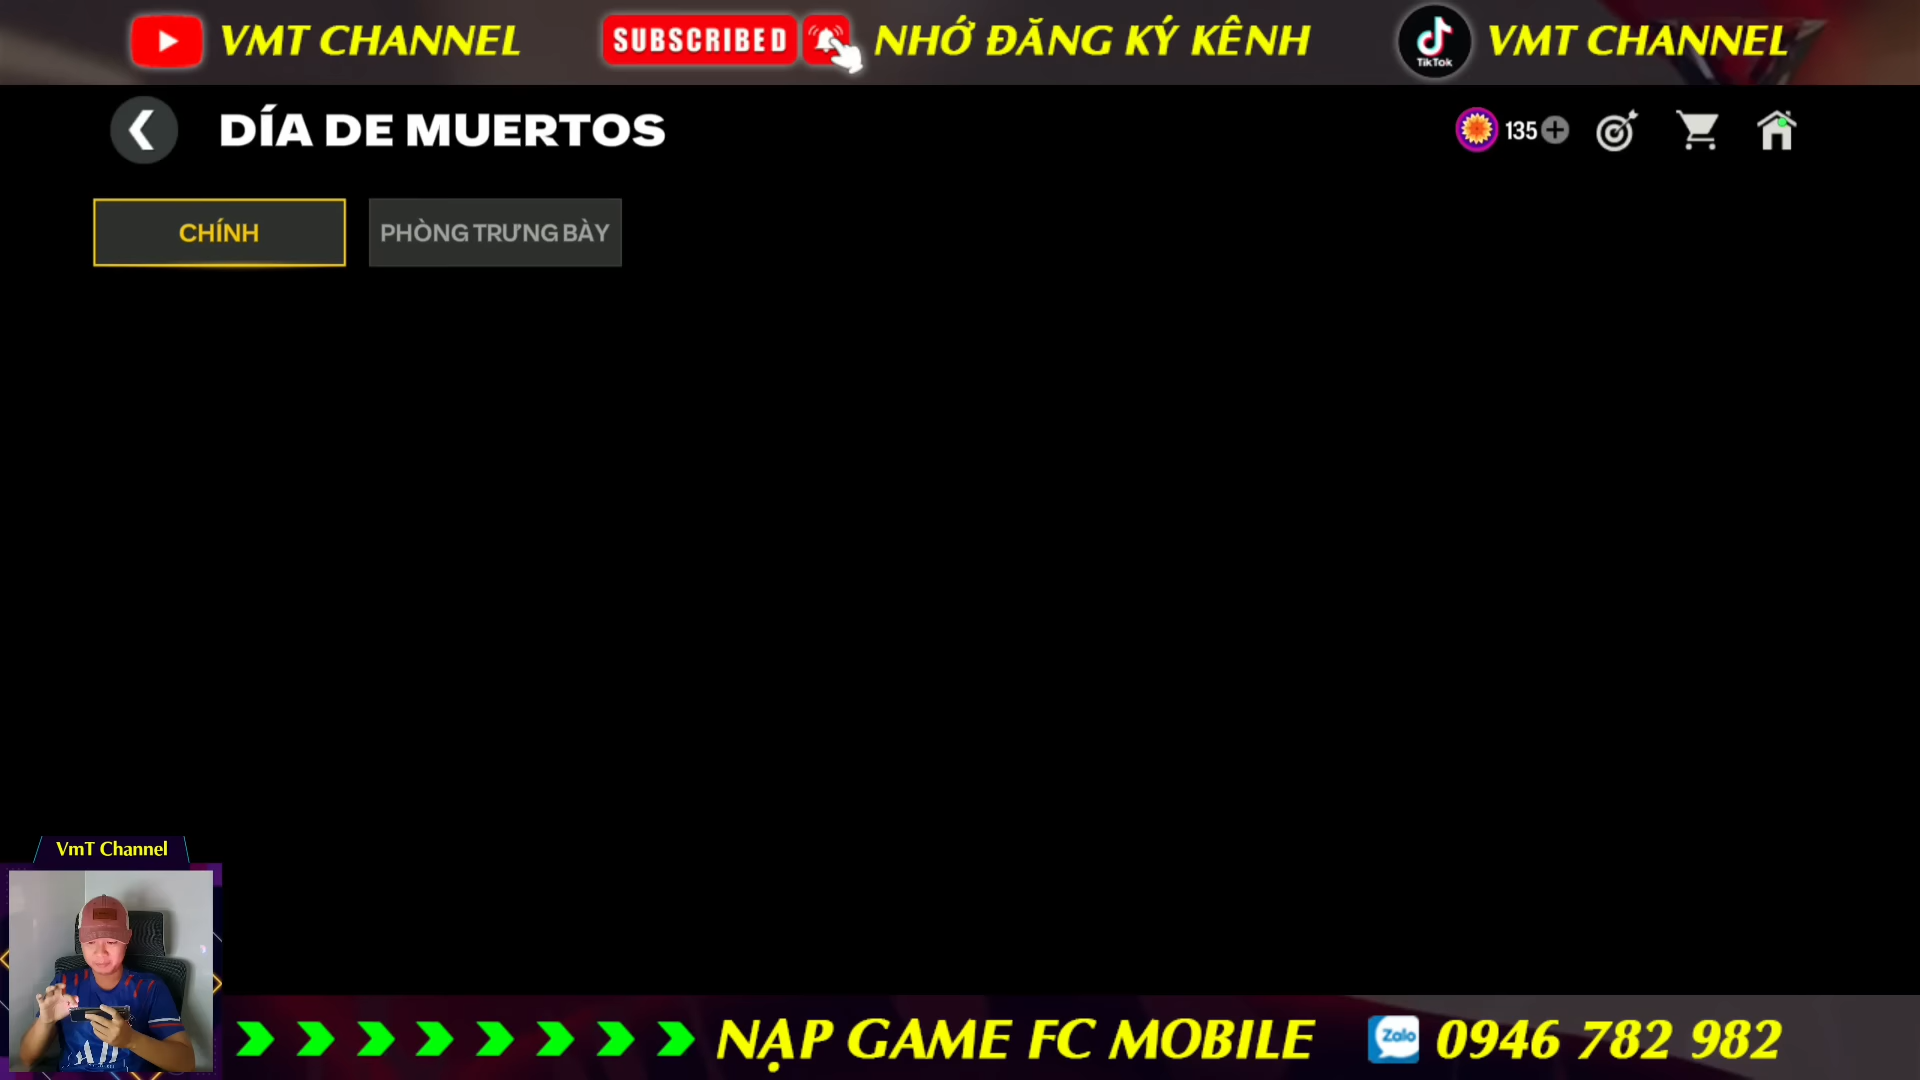 VMT CHANNEL
SUBSCRIBED
NHỚ ĐĂNG KÝ KÊNH
TikTok
VMT CHANNEL
DÍA DE MUERTOS
135
CHÍNH
PHÒNG TRƯNG BÀY
VmT Channel
NẠP GAME FC MOBILE
Zalo
0946 782 982